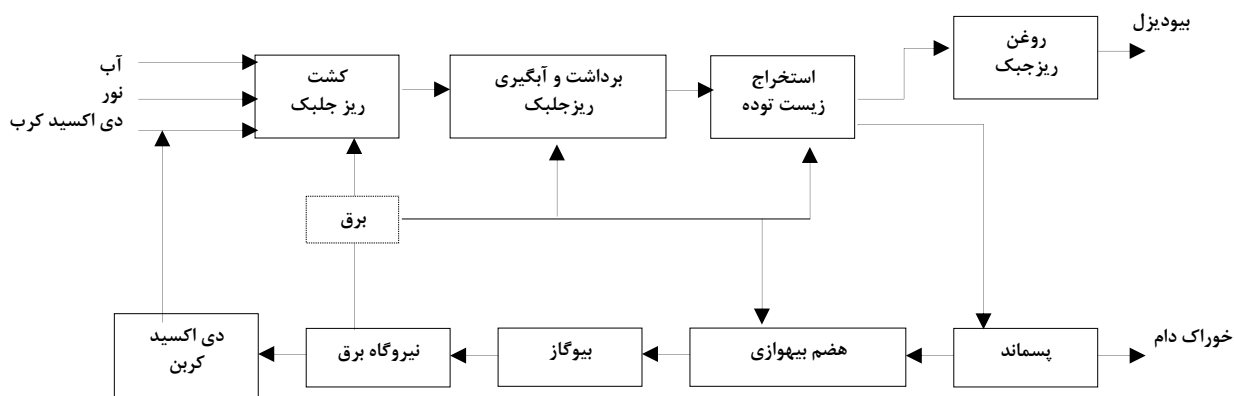 بیودیزل
روغن
ریزجبک
استخراج
زیست توده
برداشت و آبگیری
ریزجلبک
کشت
ریز جلبک
آب
نور
دی اکسید کرب
برق
خوراک دام
پسماند
هضم بیهوازی
بیوگاز
نیروگاه برق
دی اکسید
کربن